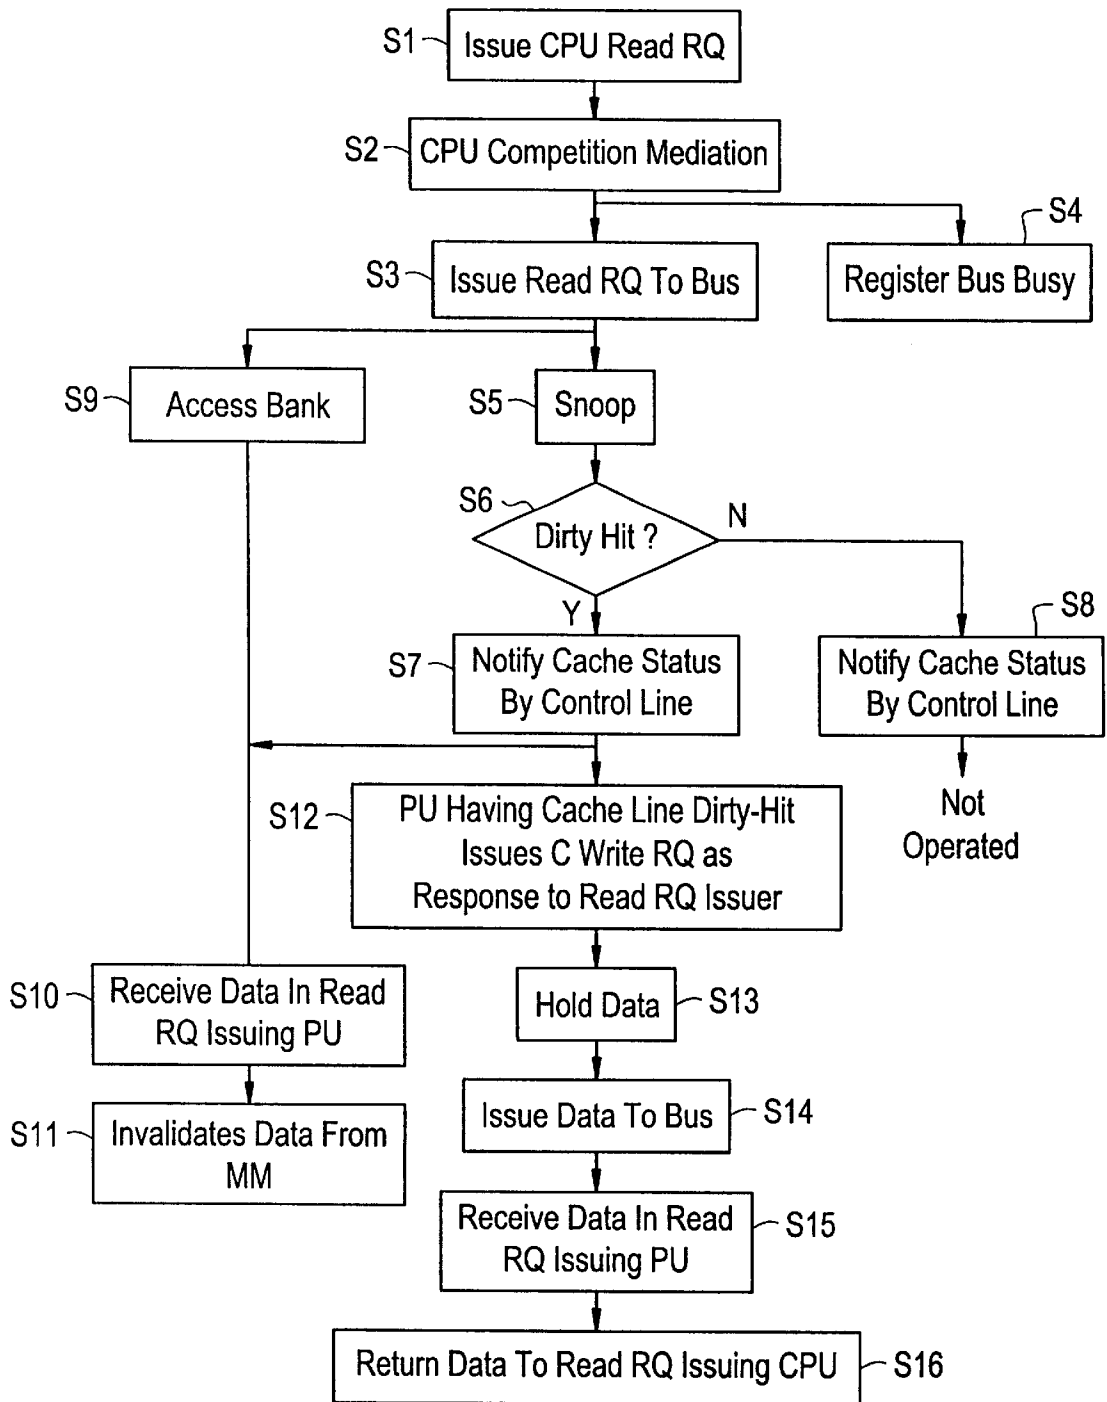 S1
Issue CPU Read RQ
S2
CPU Competition Mediation
S4
S3
Issue Read RQ To Bus
Register Bus Busy
S9
Access Bank
S5
Snoop
S6
Dirty Hit ?
N
Y
S8
S7
Notify Cache Status
By Control Line
Notify Cache Status
By Control Line
S12
PU Having Cache Line Dirty-Hit
Issues C Write RQ as
Response to Read RQ Issuer
Not
Operated
S10
Receive Data In Read
RQ Issuing PU
Hold Data
S13
S11
Invalidates Data From
MM
Issue Data To Bus
S14
Receive Data In Read
RQ Issuing PU
S15
Return Data To Read RQ Issuing CPU
S16